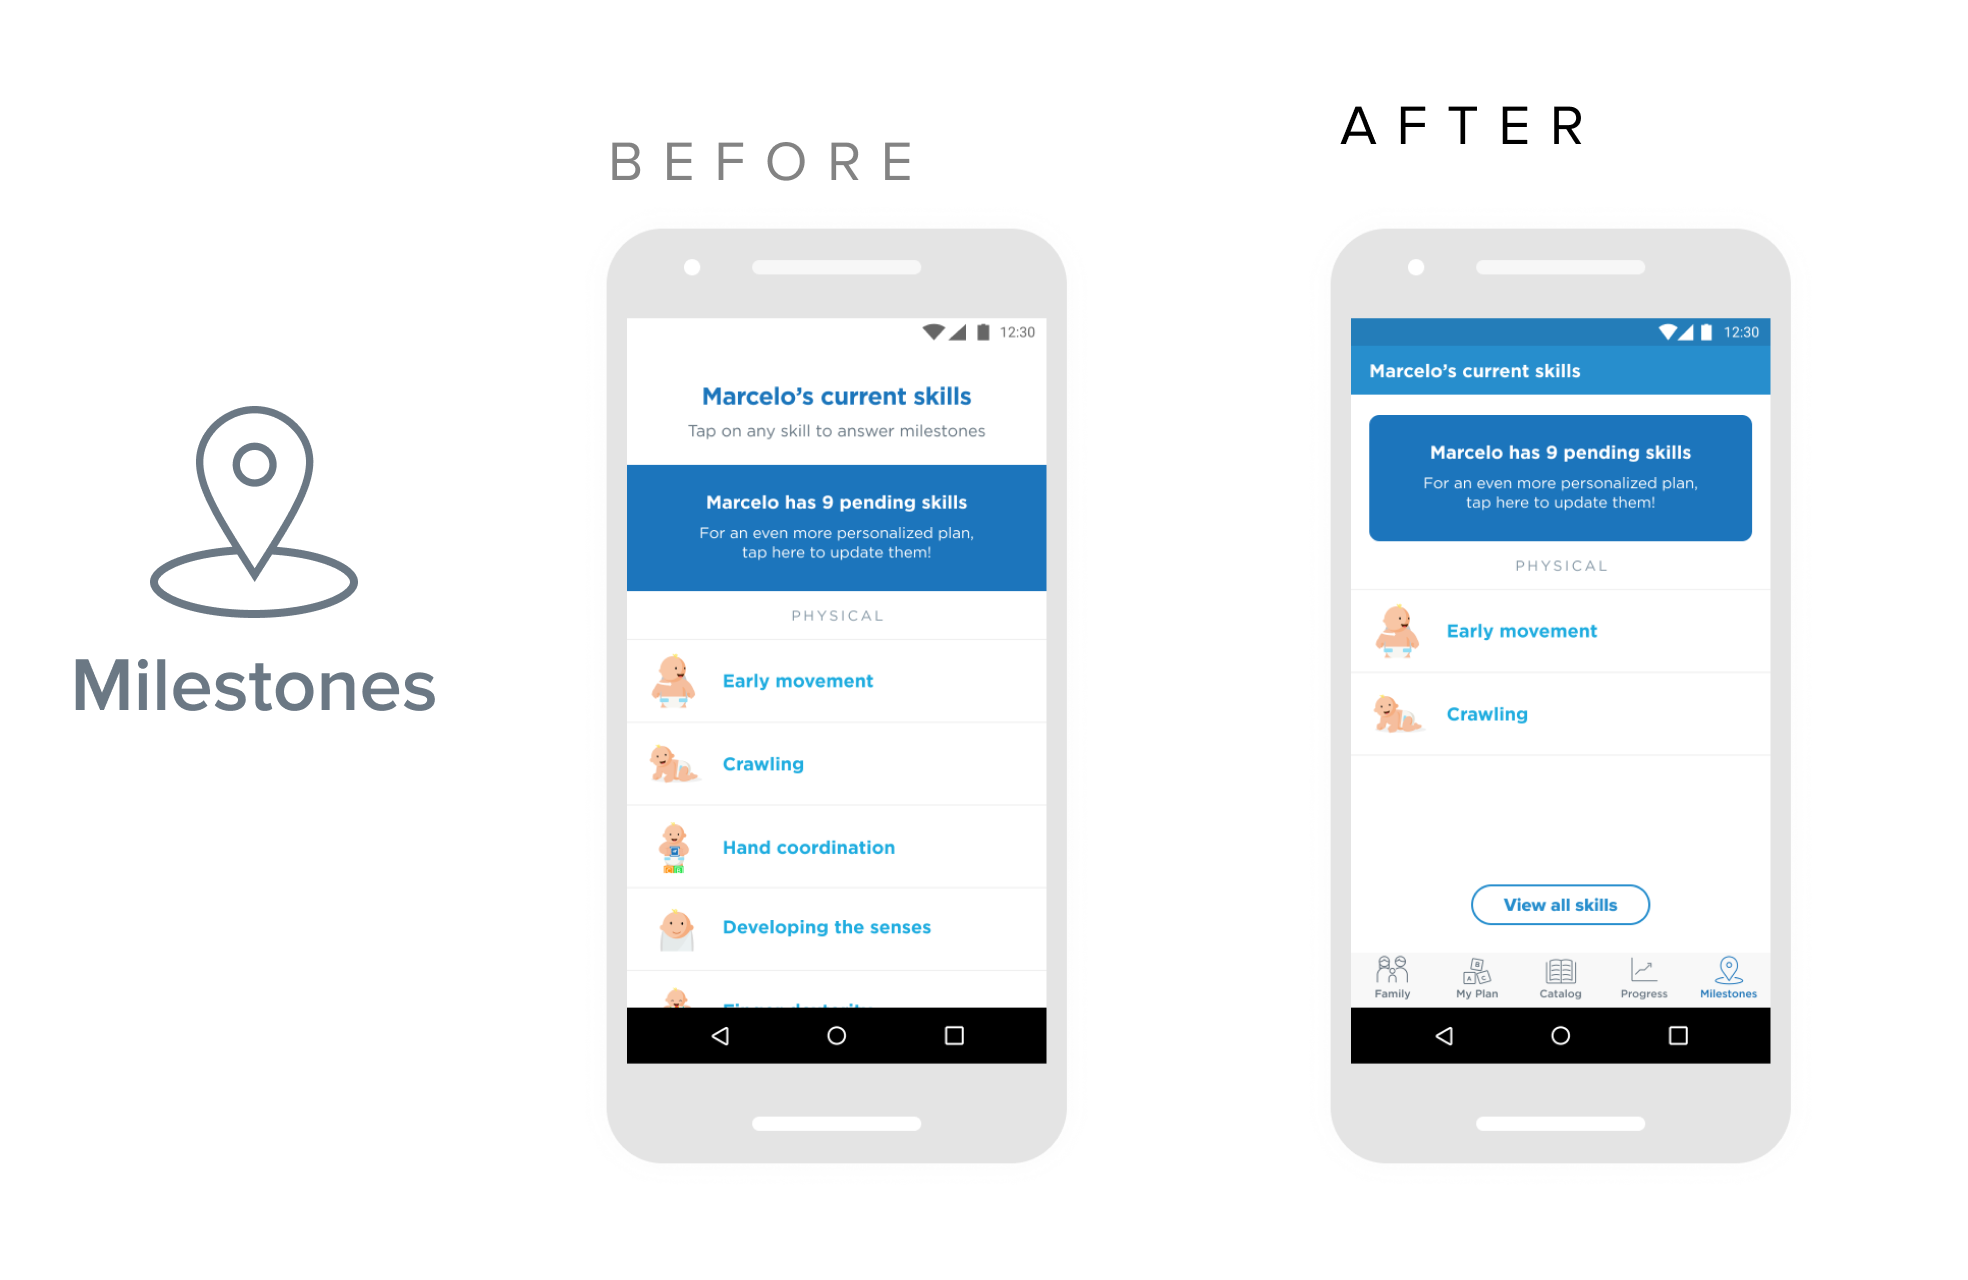 Milestones
BEFORE
12:30
Marcelo’s current skills
Tap on any skill to answer milestones
Marcelo has 9 pending skills
For an even more personalized plan,
tap here to update them!
PHYSICAL
Early movement
Crawling
Hand coordination
Developing the senses
AFTER
12:30
Marcelo’s current skills
Marcelo has 9 pending skills
For an even more personalized plan,
tap here to update them!
PHYSICAL
Early movement
Crawling
View all skills
Family My Plan Catalog Progress Milestones